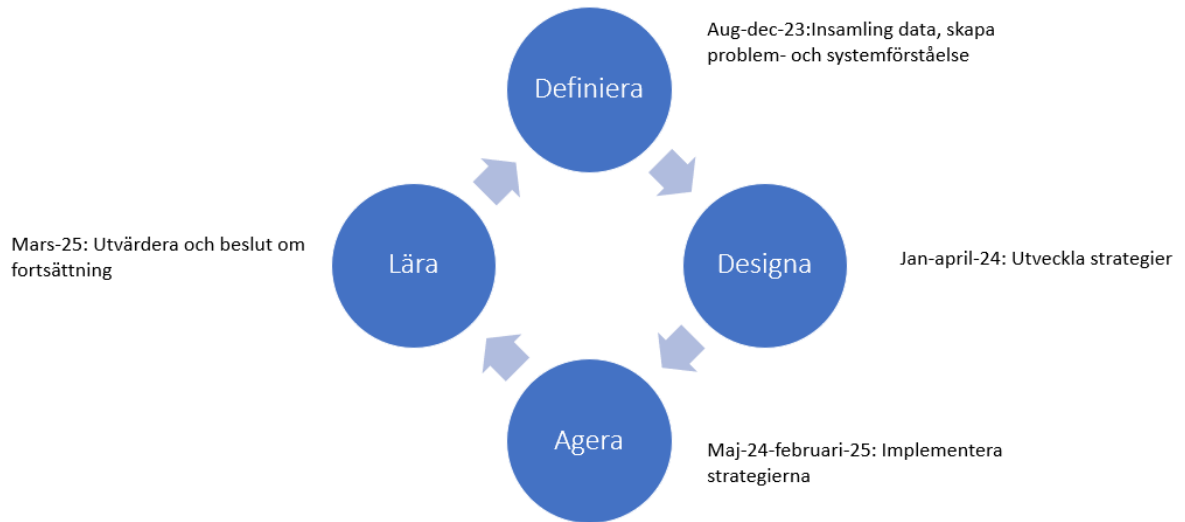 Definiera
Aug-dec-23:Insamling data, skapa
problem- och systemförståelse
Designa
Jan-april-24: Utveckla strategier
Agera
Maj-24-februari-25: Implementera
strategierna
Lära
Mars-25: Utvärdera och beslut om
fortsättning